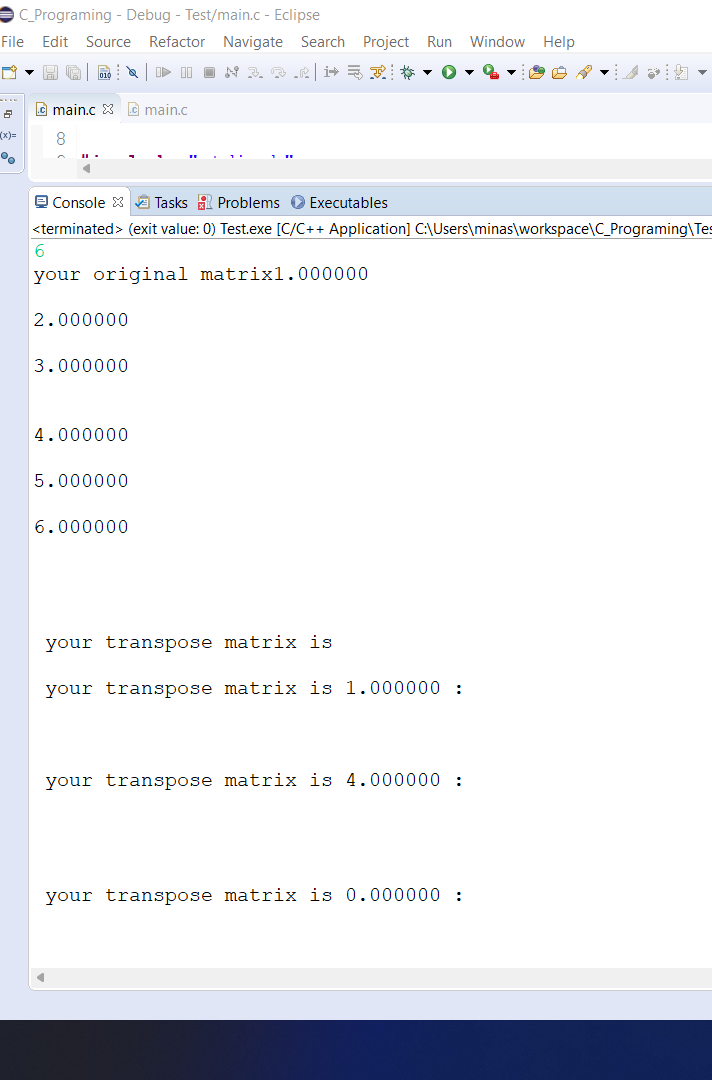 C_Programing - Debug - Test/main.c - Eclipse
File Edit Source Refactor Navigate Search Project Run Window Help
010
main.c main.c
(x)=
8
Console Tasks Problems Executables
<terminated> (exit value: 0) Test.exe [C/C++ Application] C:\Users\minas\workspace\C_Programing\Tes
6
your original matrix1.000000
2.000000
3.000000
4.000000
5.000000
6.000000
your transpose matrix is
your transpose matrix is 1.000000 :
your transpose matrix is 4.000000 :
your transpose matrix is 0.000000 :